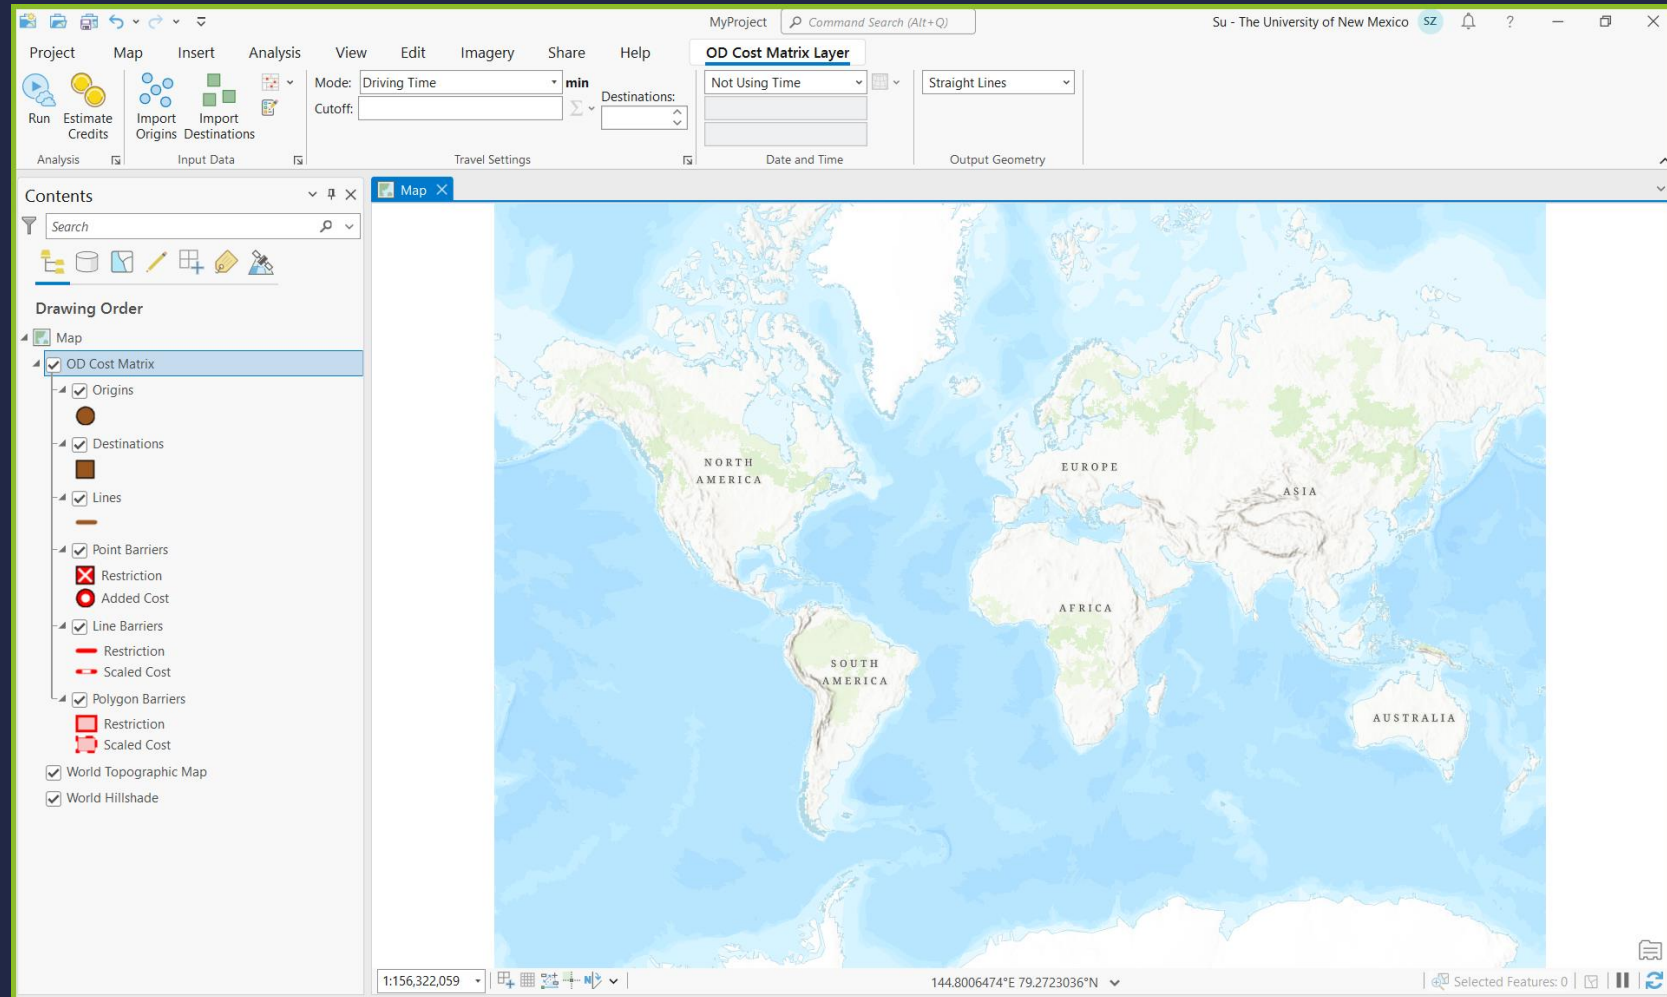 MyProject
Command Search (Alt+Q)
Su - The University of New Mexico
SZ
?
Project Map Insert Analysis View Edit Imagery Share Help OD Cost Matrix Layer
Run
Estimate
Credits
Import
Origins
Import
Destinations
Mode: Driving Time min
Cutoff:
Destinations:
Not Using Time
Straight Lines
Analysis Input Data Travel Settings Date and Time Output Geometry
Contents
Search
Map
Drawing Order
Map
OD Cost Matrix
Origins
Destinations
Lines
Point Barriers
Restriction
Added Cost
Line Barriers
Restriction
Scaled Cost
Polygon Barriers
Restriction
Scaled Cost
World Topographic Map
World Hillshade
NORTH
AMERICA
EUROPE
ASIA
AFRICA
SOUTH
AMERICA
AUSTRALIA
1:156,322,059
N
144.8006474°E 79.2723036°N
Selected Features: 0